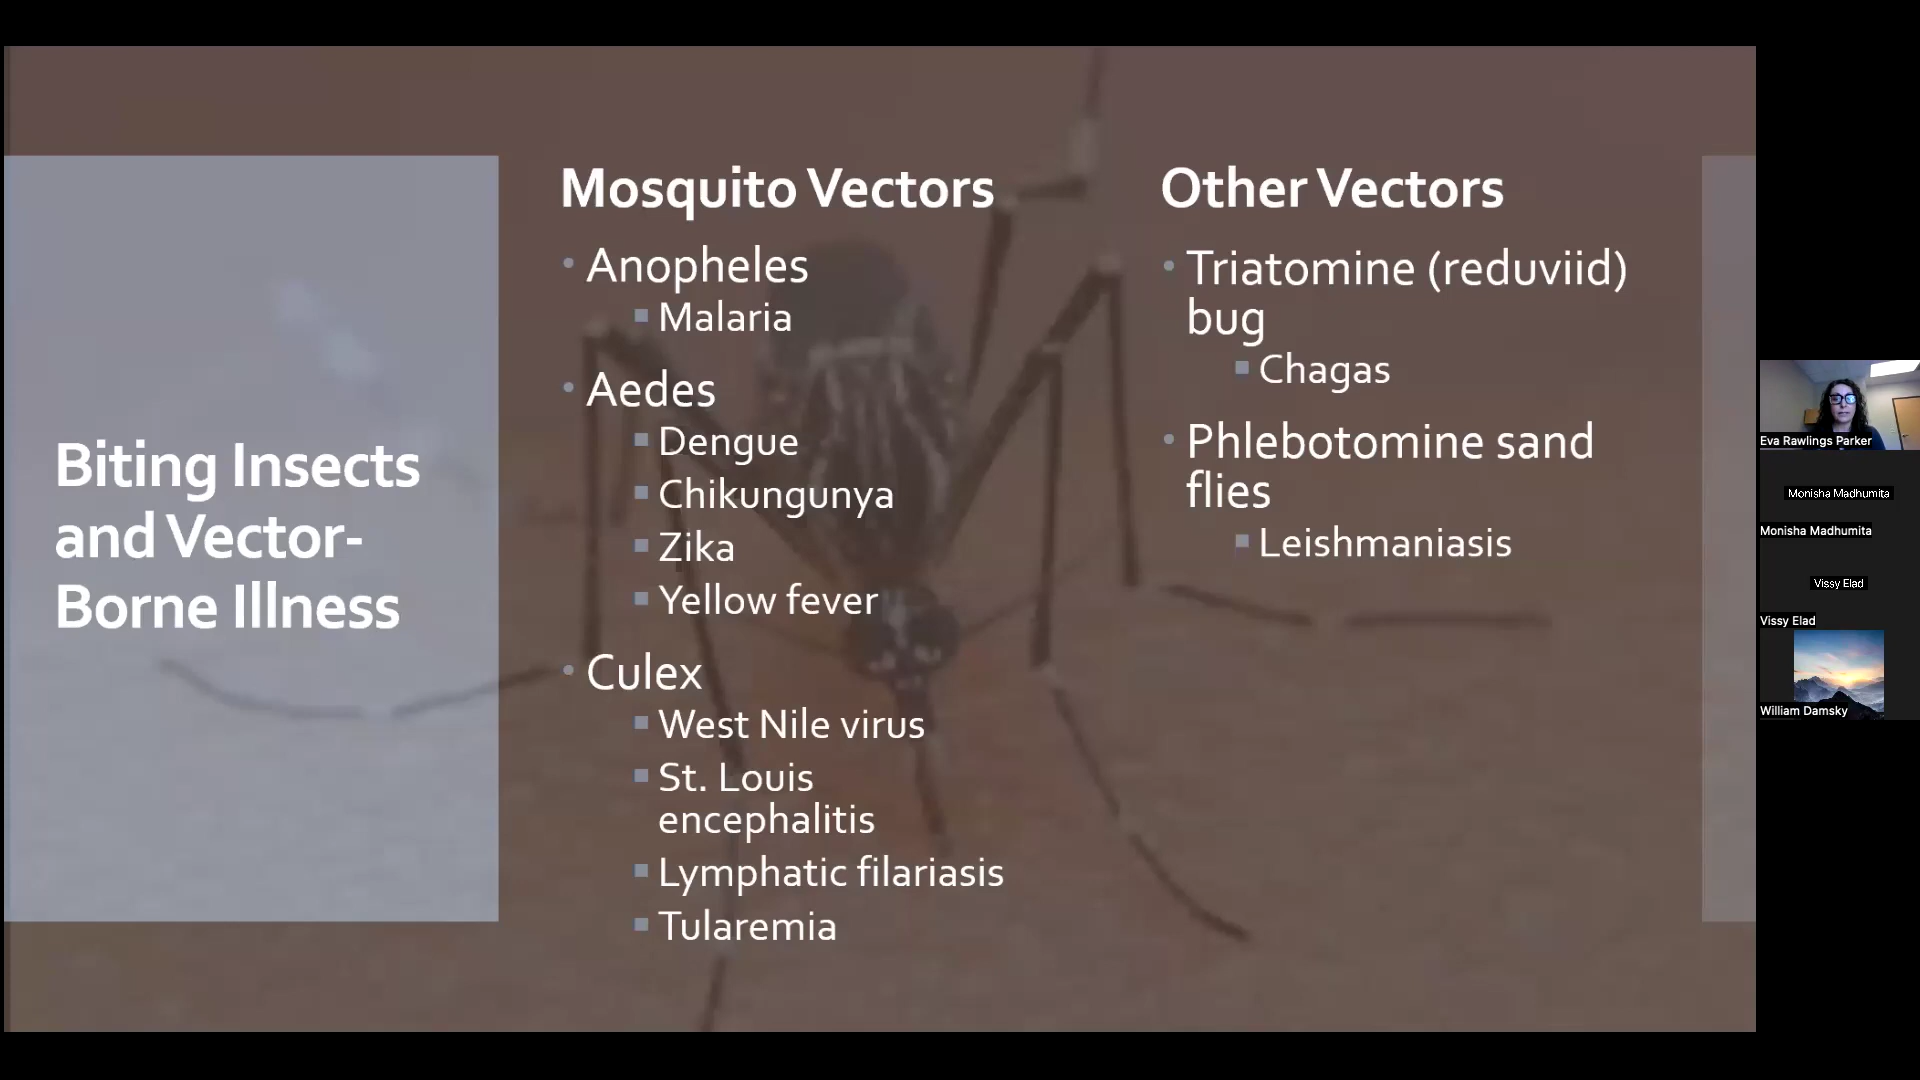 Biting Insects
and Vector-
Borne Illness
Mosquito Vectors
Anopheles
Malaria
Aedes
Dengue
Chikungunya
Zika
Yellow fever
Culex
West Nile virus
St. Louis
encephalitis
Lymphatic filariasis
Tularemia
Other Vectors
Triatomine (reduviid)
bug
Chagas
Phlebotomine sand
flies
Leishmaniasis
Eva Rawlings Parker
Monisha Madhumita
Monisha Madhumita
Vissy Elad
Vissy Elad
William Damsky